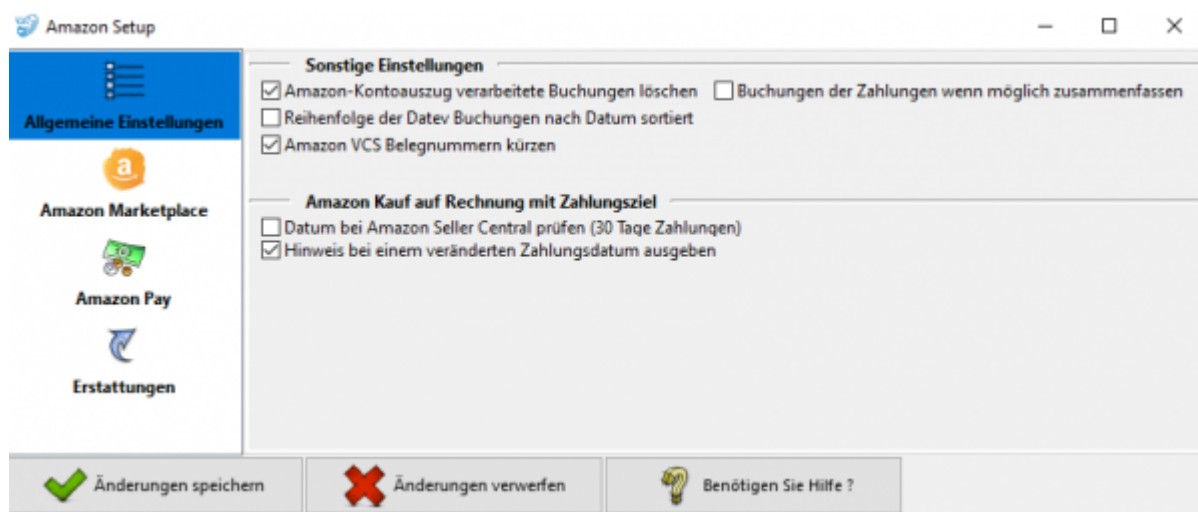 Amazon Setup
Allgemeine Einstellungen
Amazon Marketplace
Amazon Pay
Erstattungen
Sonstige Einstellungen
Amazon-Kontoauszug verarbeitete Buchungen löschen Buchungen der Zahlungen wenn möglich zusammenfassen
Reihenfolge der Datev Buchungen nach Datum sortiert
Amazon VCS Belegnummern kürzen
Amazon Kauf auf Rechnung mit Zahlungsziel
Datum bei Amazon Seller Central prüfen (30 Tage Zahlungen)
Hinweis bei einem veränderten Zahlungsdatum ausgeben
Änderungen speichern Änderungen verwerfen Benötigen Sie Hilfe ?